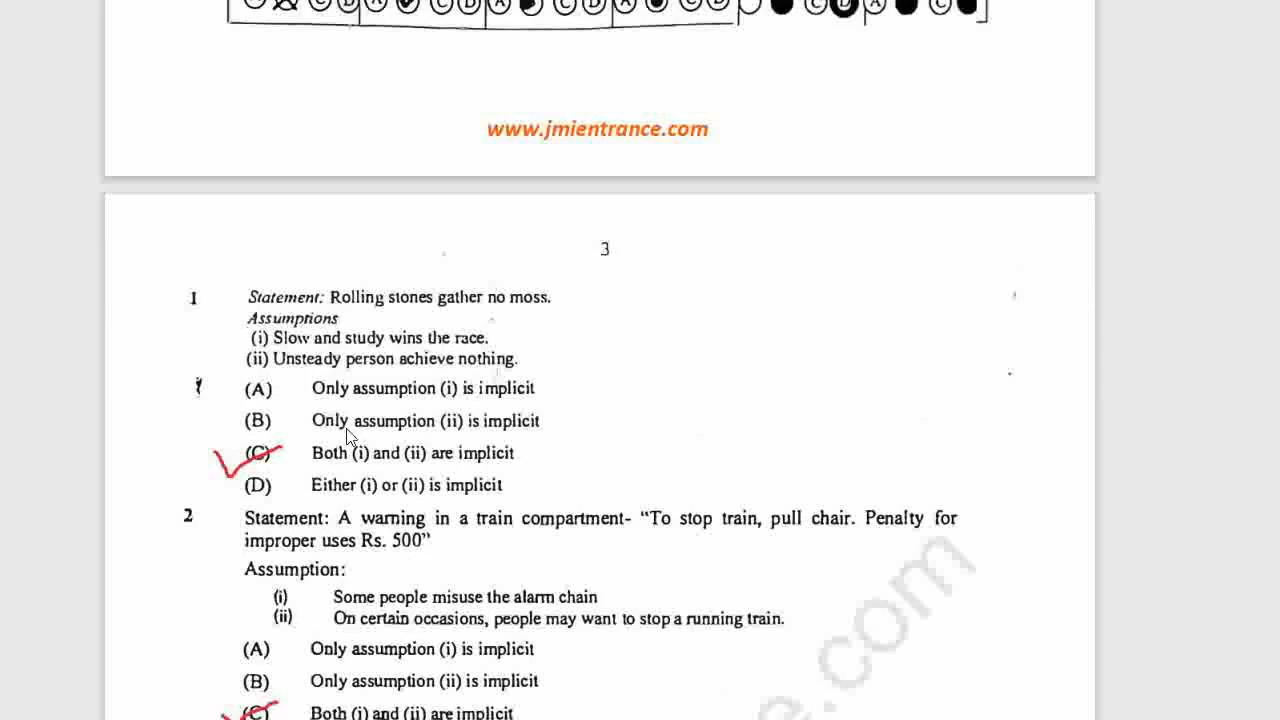 www.jmientrance.com
3
1 Statement: Rolling stones gather no moss.
Assumptions
(i) Slow and study wins the race.
(ii) Unsteady person achieve nothing.
(A) Only assumption (i) is implicit
(B) Only assumption (ii) is implicit
(C) Both (i) and (ii) are implicit
(D) Either (i) or (ii) is implicit
2 Statement: A warning in a train compartment- “To stop train, pull chair. Penalty for
improper uses Rs. 500”
Assumption:
(i) Some people misuse the alarm chain
(ii) On certain occasions, people may want to stop a running train.
(A) Only assumption (i) is implicit
(B) Only assumption (ii) is implicit
(C) Both (i) and (ii) are implicit
e.com